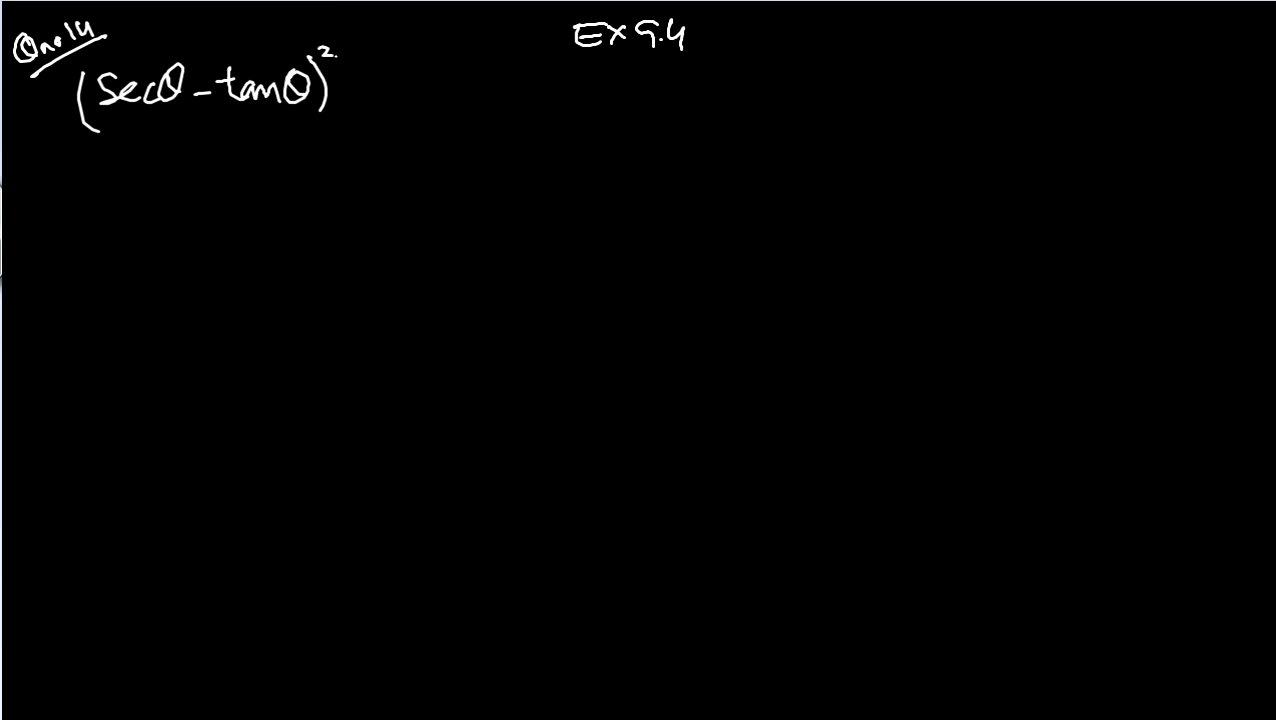 EX 9.4
Q no 14
(secθ - tanθ)².